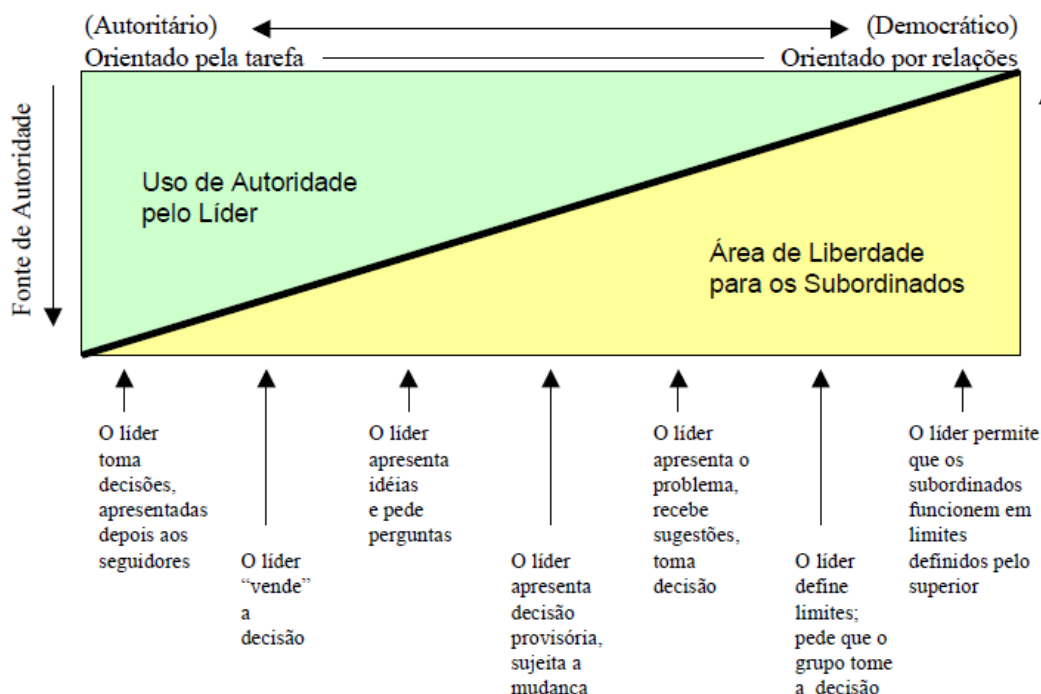 (Autoritário)
(Democrático)
Orientado pela tarefa
Orientado por relações
Fonte de Autoridade
Uso de Autoridade
pelo Líder
Área de Liberdade
para os Subordinados
O líder
toma
decisões,
apresentadas
depois aos
seguidores
O líder
“vende”
a
decisão
O líder
apresenta
idéias
e pede
perguntas
O líder
apresenta
decisão
provisória,
sujeita a
mudança
O líder
apresenta o
problema,
recebe
sugestões,
toma
decisão
O líder
define
limites;
pede que o
grupo tome
a decisão
O líder permite
que os
subordinados
funcionem em
limites
definidos pelo
superior